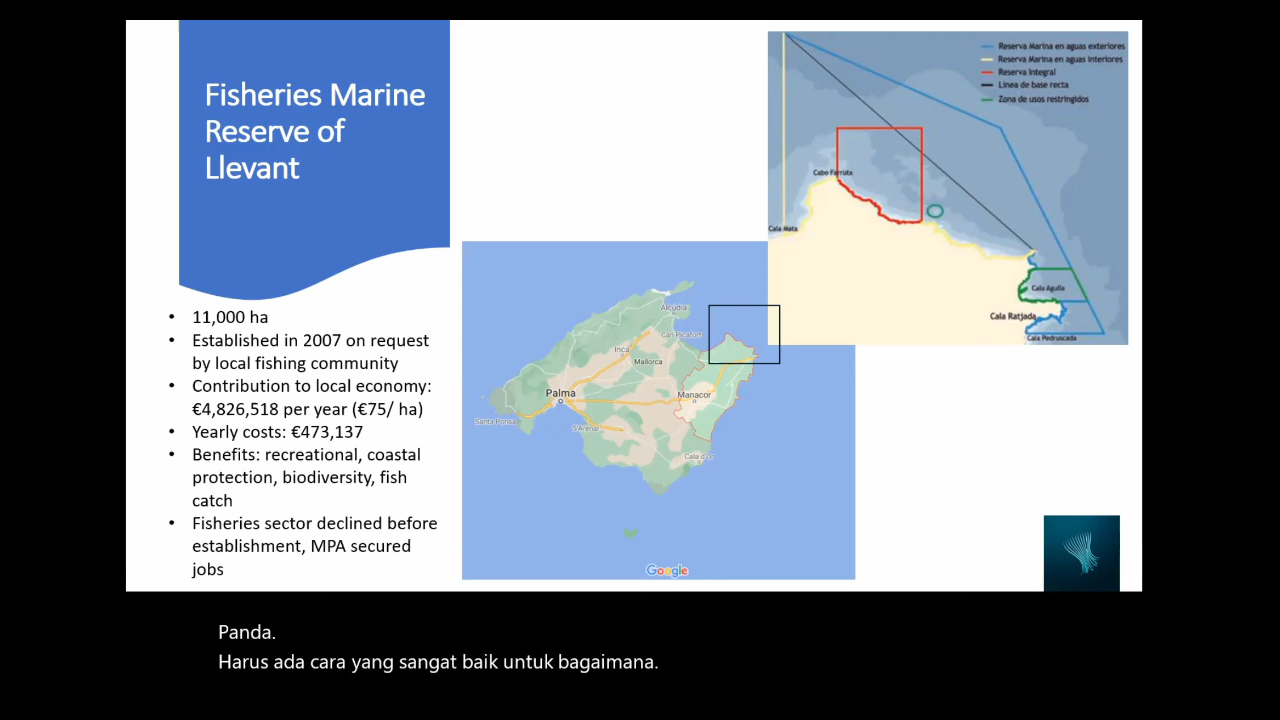 Fisheries Marine
Reserve of
Llevant
• 11,000 ha
• Established in 2007 on request
by local fishing community
• Contribution to local economy:
€4,826,518 per year (€75/ ha)
• Yearly costs: €473,137
• Benefits: recreational, coastal
protection, biodiversity, fish
catch
• Fisheries sector declined before
establishment, MPA secured
jobs
Reserva Marina en aguas exteriores
Reserva Marina en aguas interiores
Reserva Integral
Linea de base recta
Zona de usos restringidos
Cabo Farrutx
Cala Mata
Cala Agulla
Cala Ratjada
Cala Pedruscada
Alcudia
Can Picafort
Inca
Mallorca
Palma
Manacor
Santa Ponsa
S'Arenal
Cala d'Or
Google
Panda.
Harus ada cara yang sangat baik untuk bagaimana.